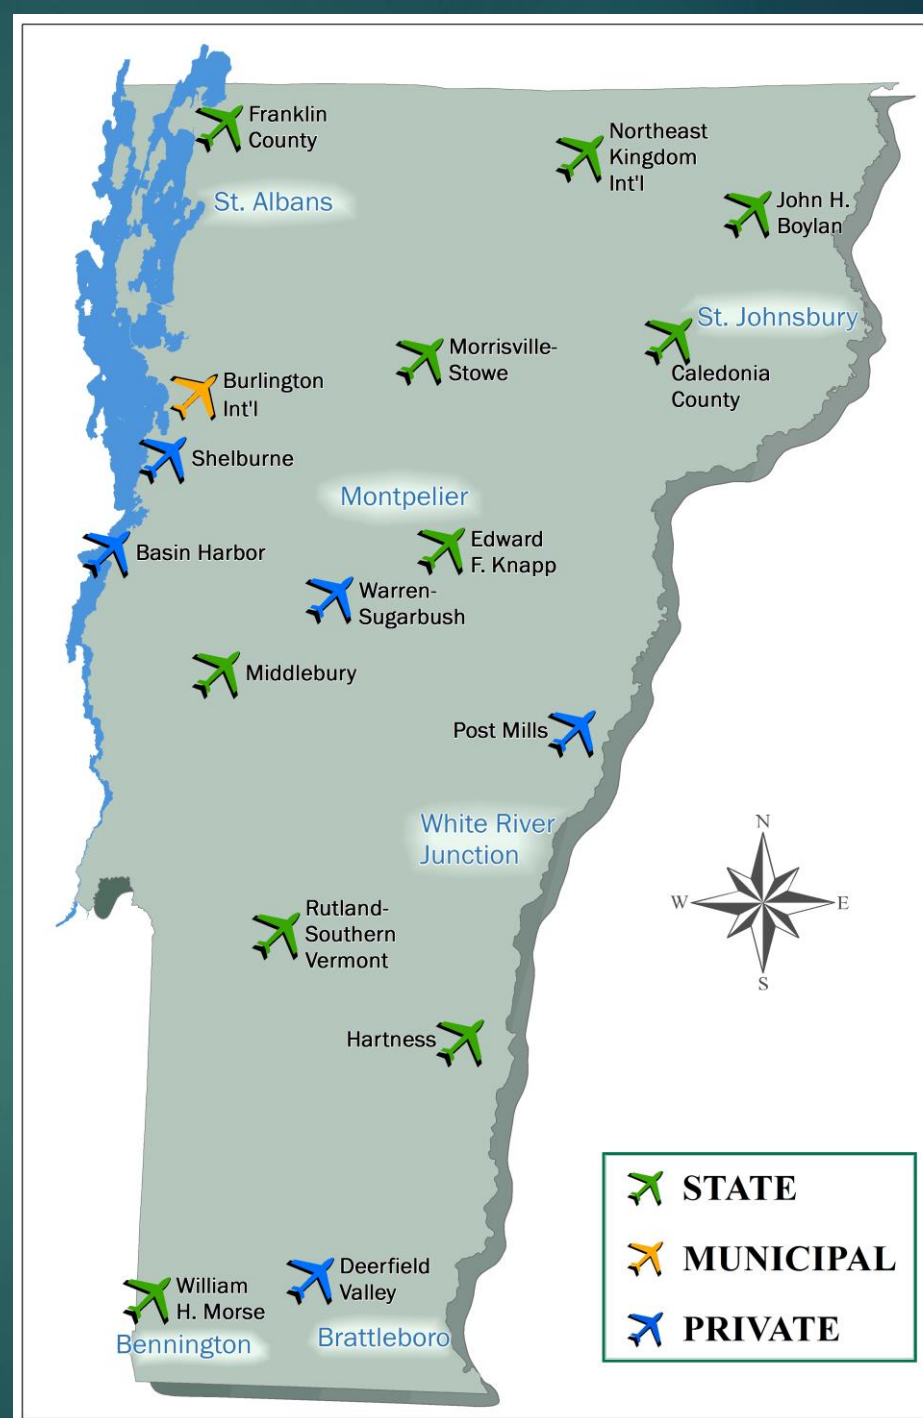 Franklin
County
Northeast
Kingdom
Int'l
St. Albans
John H.
Boylan
St. Johnsbury
Morrisville-
Stowe
Caledonia
County
Burlington
Int'l
Shelburne
Montpelier
Edward
F. Knapp
Basin Harbor
Warren-
Sugarbush
Middlebury
Post Mills
White River
Junction
N
W
E
S
Rutland-
Southern
Vermont
Hartness
STATE
MUNICIPAL
PRIVATE
Deerfield
Valley
William
H. Morse
Bennington
Brattleboro